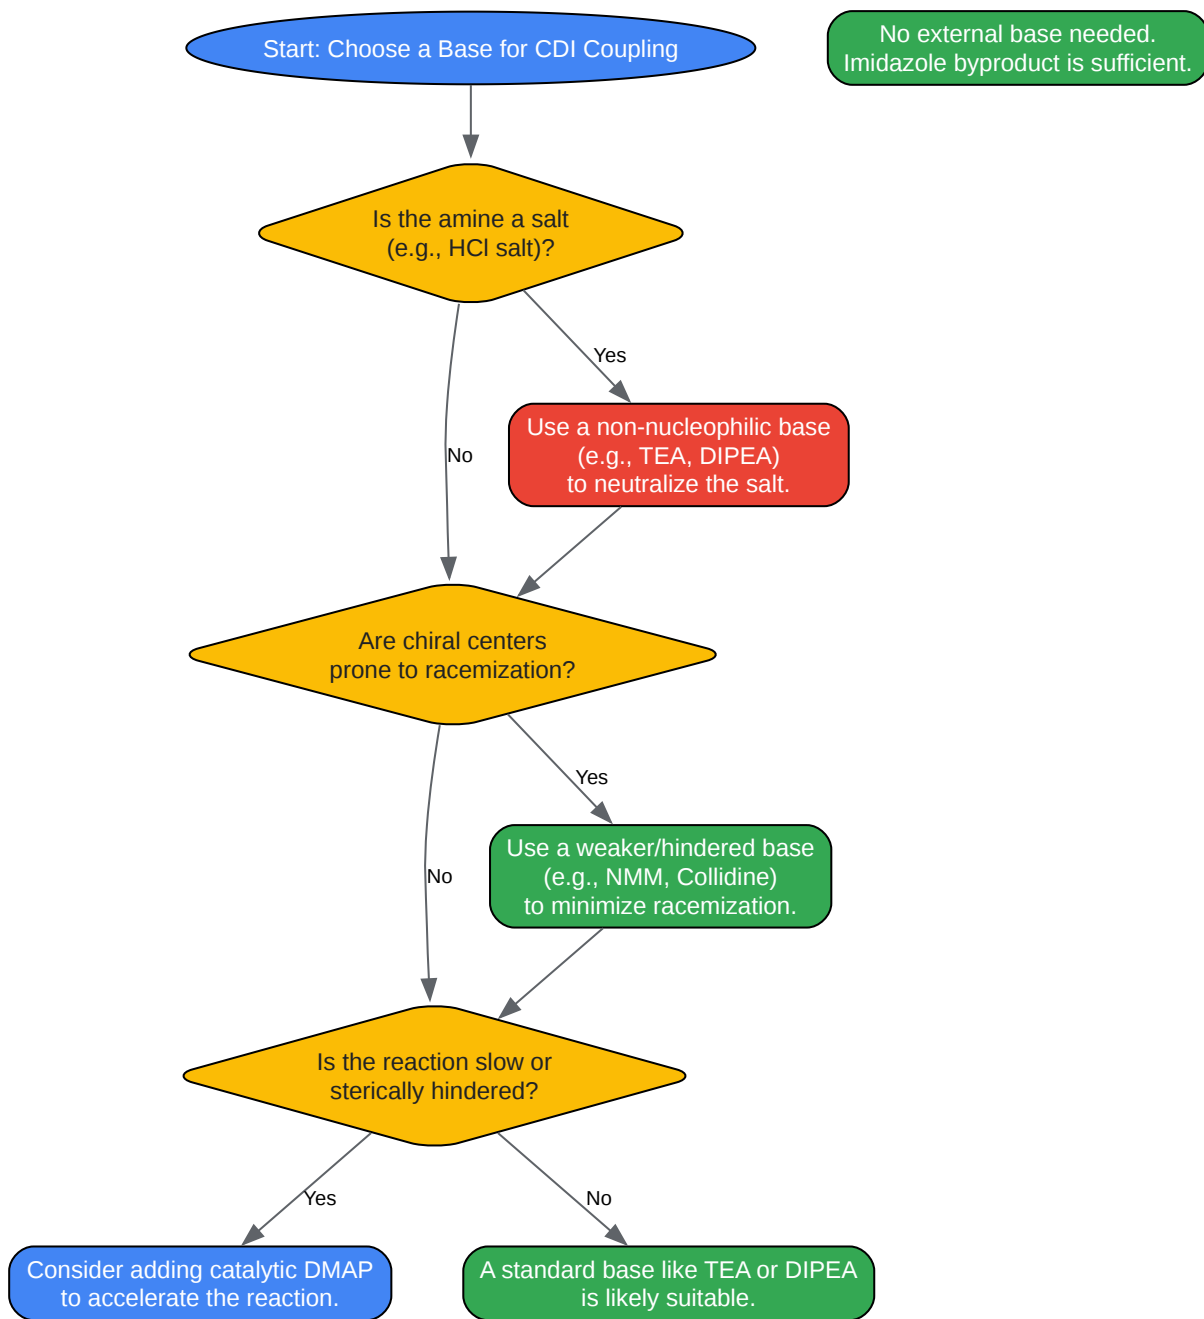 Start: Choose a Base for CDI Coupling
No external base needed.
Imidazole byproduct is sufficient.
Is the amine a salt
(e.g., HCl salt)?
Yes
No
Use a non-nucleophilic base
(e.g., TEA, DIPEA)
to neutralize the salt.
Are chiral centers
prone to racemization?
Yes
No
Use a weaker/hindered base
(e.g., NMM, Collidine)
to minimize racemization.
Is the reaction slow or
sterically hindered?
Yes
No
Consider adding catalytic DMAP
to accelerate the reaction.
A standard base like TEA or DIPEA
is likely suitable.